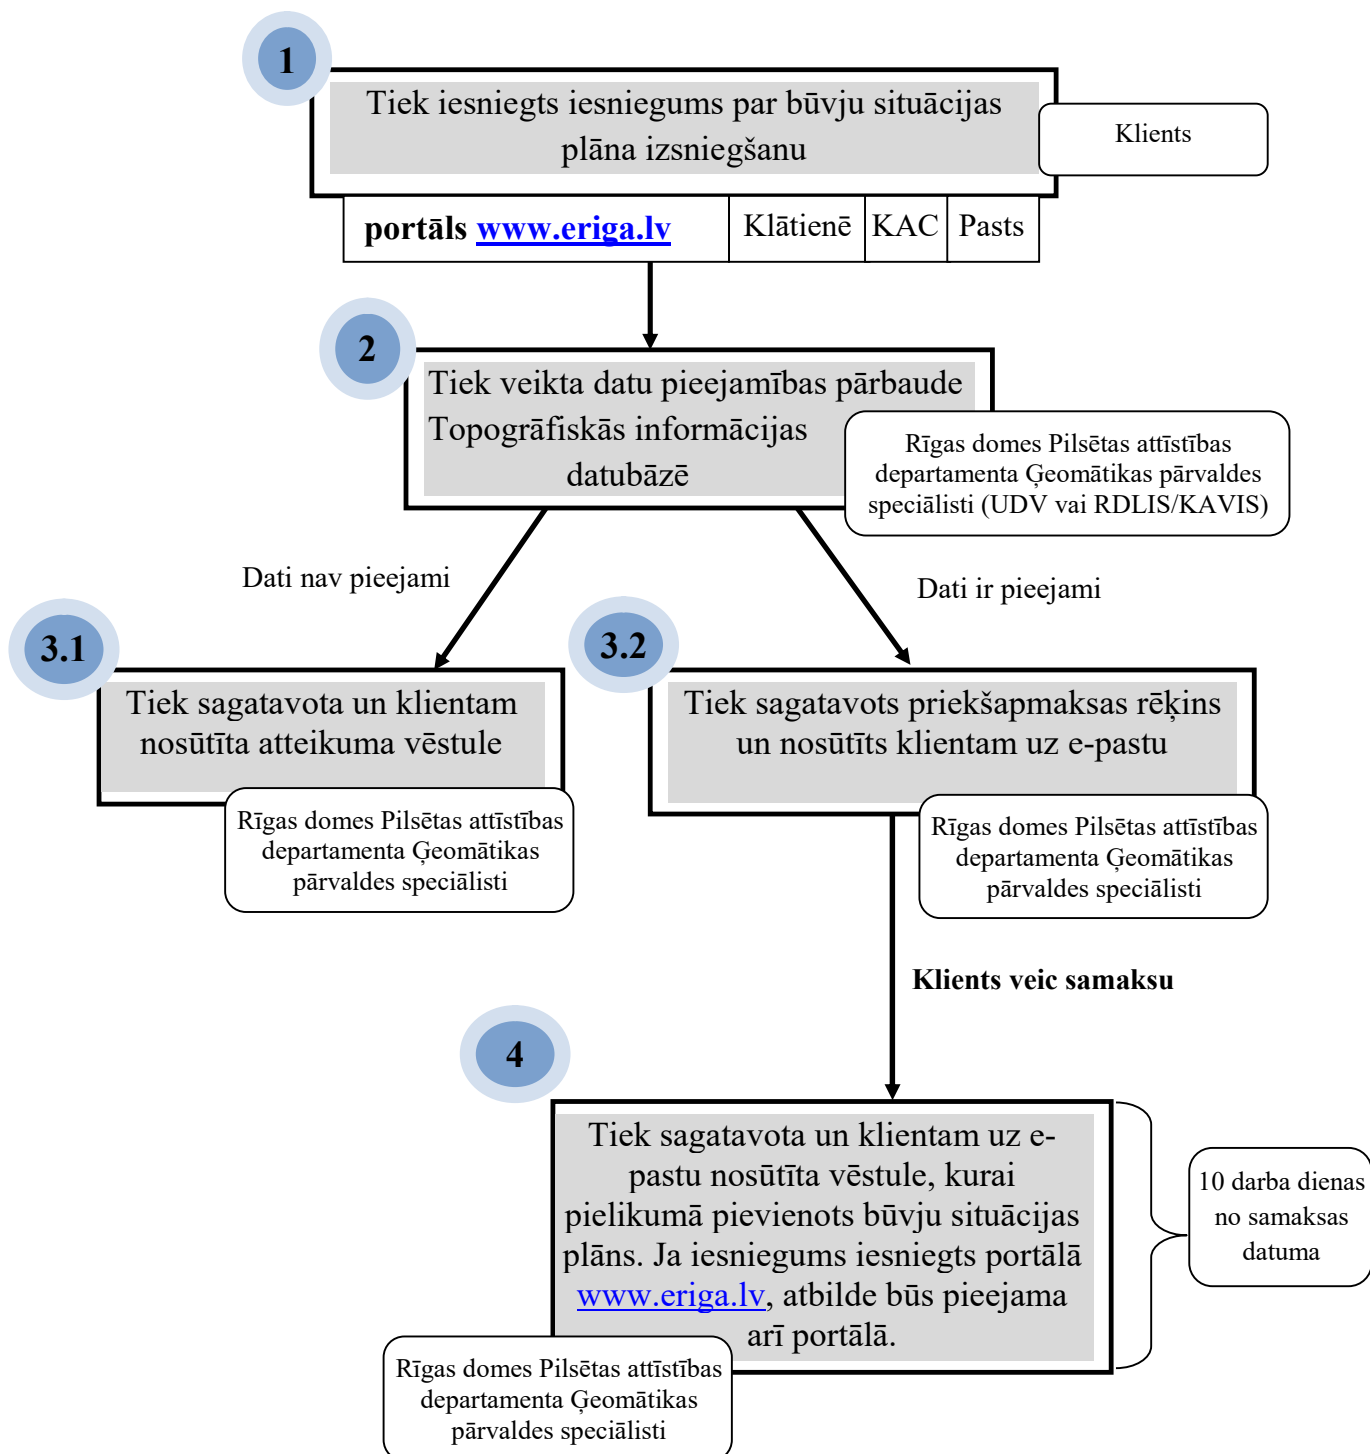 1
Tiek iesniegts iesniegums par būvju situācijas
plāna izsniegšanu
Klients
portāls www.eriga.lv
Klātienē
KAC
Pasts
2
Tiek veikta datu pieejamības pārbaude
Topogrāfiskās informācijas
datubāzē
Rīgas domes Pilsētas attīstības
departamenta Ģeomātikas pārvaldes
speciālisti (UDV vai RDLIS/KAVIS)
Dati nav pieejami
Dati ir pieejami
3.1
Tiek sagatavota un klientam
nosūtīta atteikuma vēstule
Rīgas domes Pilsētas attīstības
departamenta Ģeomātikas
pārvaldes speciālisti
3.2
Tiek sagatavots priekšapmaksas rēķins
un nosūtīts klientam uz e-pastu
Rīgas domes Pilsētas attīstības
departamenta Ģeomātikas
pārvaldes speciālisti
Klients veic samaksu
4
Tiek sagatavota un klientam uz e-
pastu nosūtīta vēstule, kurai
pielikumā pievienots būvju situācijas
plāns. Ja iesniegums iesniegts portālā
www.eriga.lv, atbilde būs pieejama
arī portālā.
10 darba dienas
no samaksas
datuma
Rīgas domes Pilsētas attīstības
departamenta Ģeomātikas
pārvaldes speciālisti